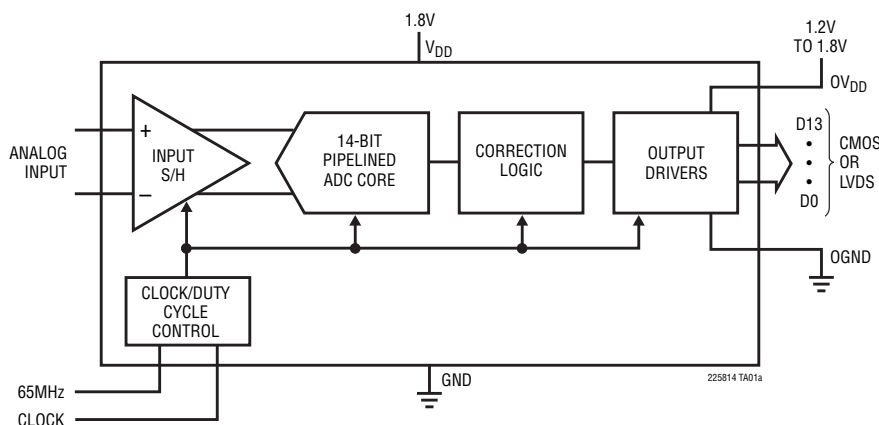 1.8V
VDD
1.2V
TO 1.8V
OVDD
ANALOG
INPUT
+
–
INPUT
S/H
14-BIT
PIPELINED
ADC CORE
CORRECTION
LOGIC
OUTPUT
DRIVERS
D13
•
•
•
D0
CMOS
OR
LVDS
OGND
CLOCK/DUTY
CYCLE
CONTROL
GND
225814 TA01a
65MHz
CLOCK